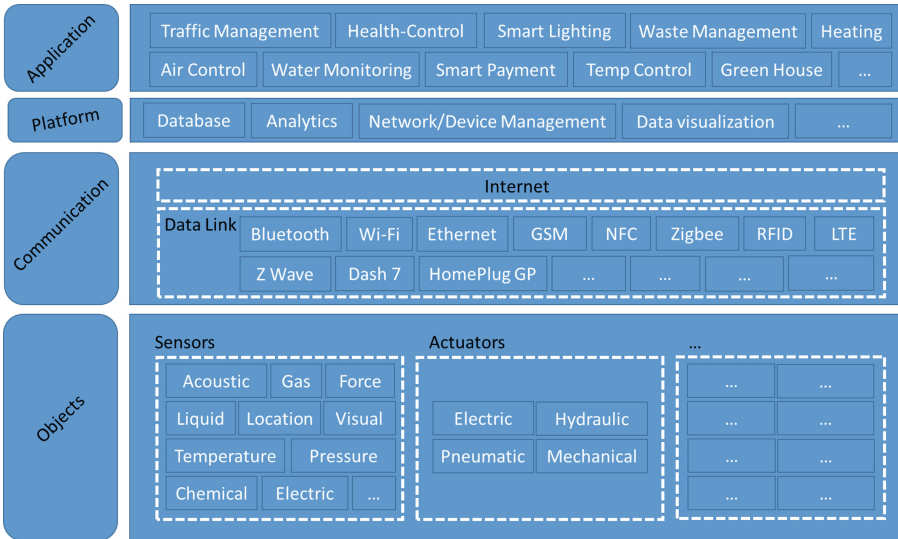 Application
Traffic Management Health-Control Smart Lighting Waste Management Heating
Air Control Water Monitoring Smart Payment Temp Control Green House ...
Platform
Database Analytics Network/Device Management Data visualization ...
Communication
Internet
Data Link
Bluetooth Wi-Fi Ethernet GSM NFC Zigbee RFID LTE
Z Wave Dash 7 HomePlug GP ... ... ... ...
Objects
Sensors Actuators ...
Acoustic Gas Force
Liquid Location Visual
Temperature Pressure
Chemical Electric ...
Electric Hydraulic
Pneumatic Mechanical
... ...
... ...
... ...
... ...